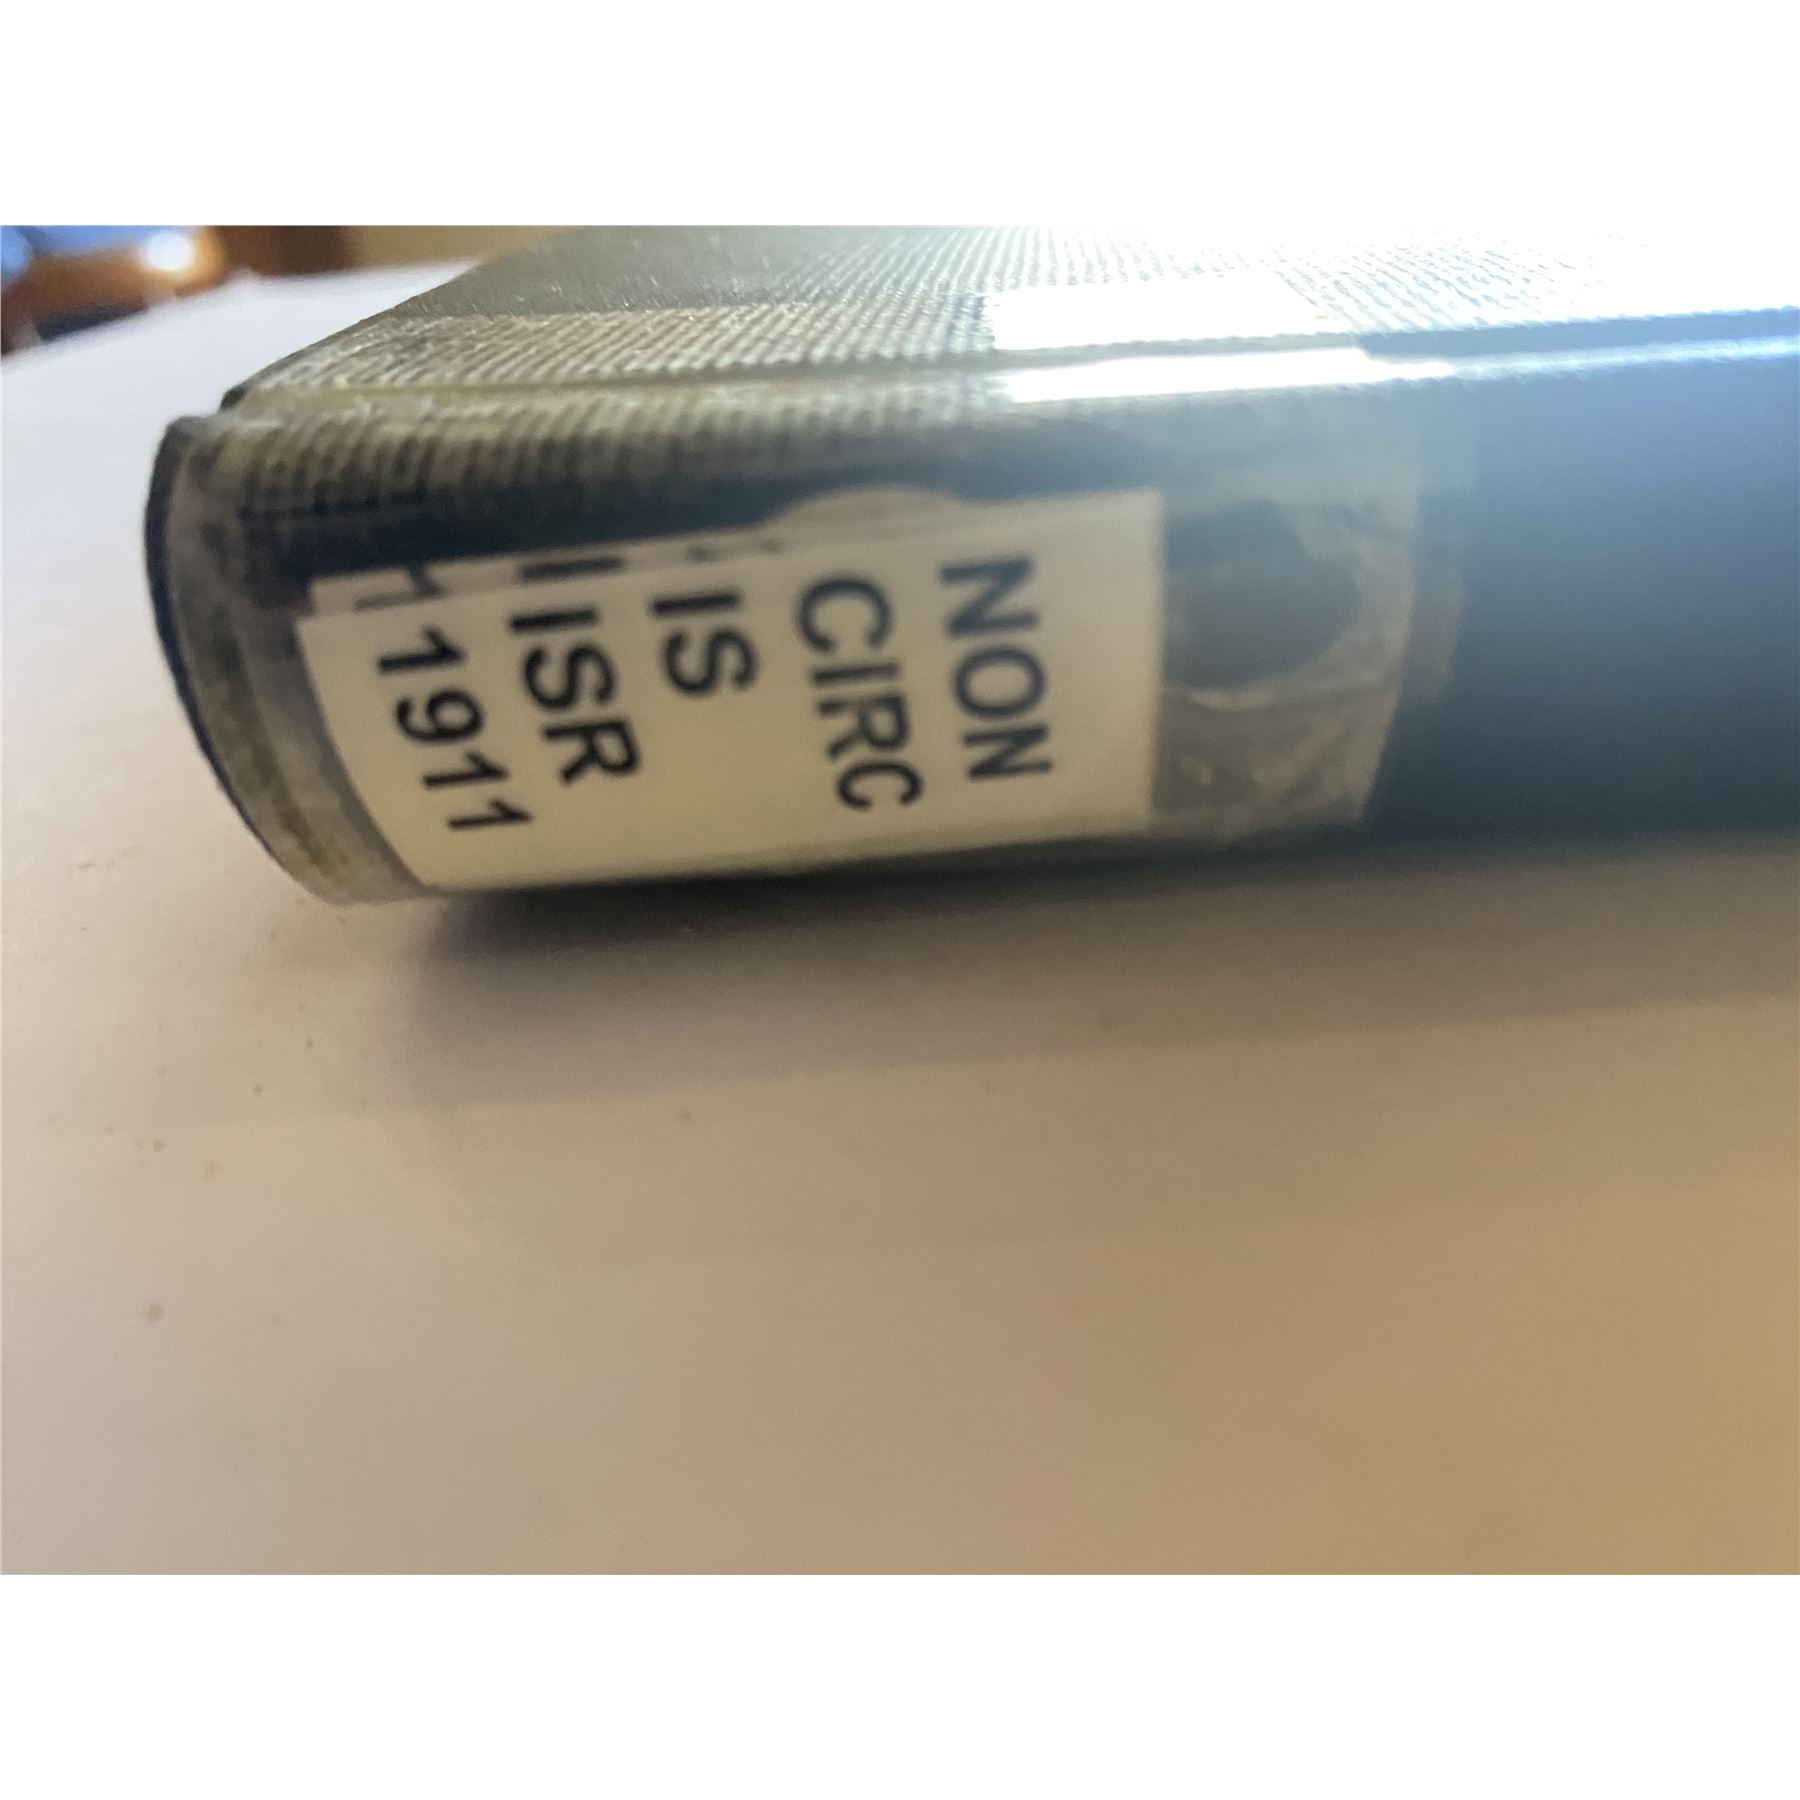 NON
CIRC
IS
ISR
1911